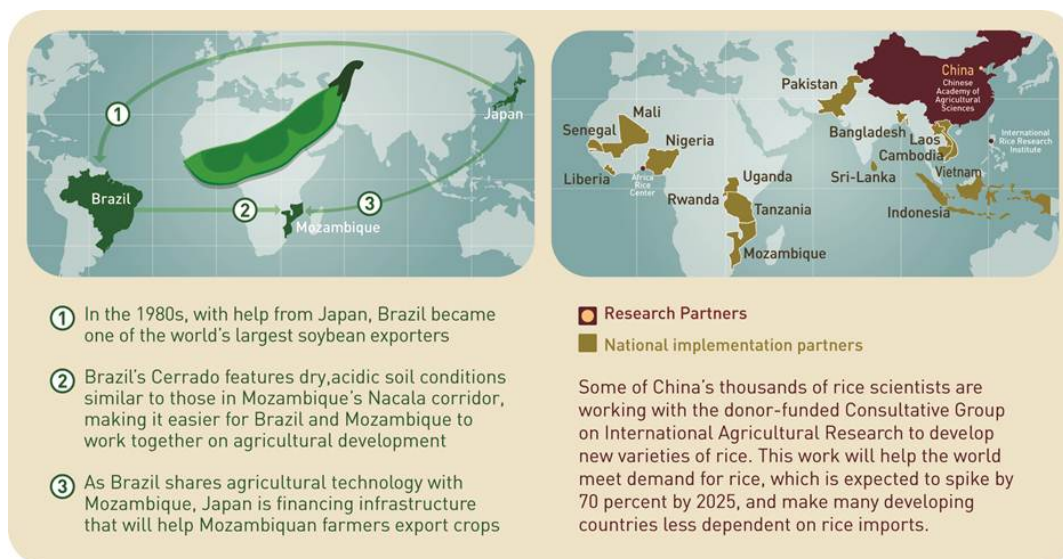 1
Japan
Brazil
2
3
Mozambique
1 In the 1980s, with help from Japan, Brazil became
one of the world's largest soybean exporters
2 Brazil's Cerrado features dry,acidic soil conditions
similar to those in Mozambique's Nacala corridor,
making it easier for Brazil and Mozambique to
work together on agricultural development
3 As Brazil shares agricultural technology with
Mozambique, Japan is financing infrastructure
that will help Mozambiquan farmers export crops
China
Chinese
Academy of
Agricultural
Sciences
Pakistan
Mali
Senegal
Nigeria
Bangladesh
Laos
International
Rice Research
Institute
Cambodia
Liberia
Africa
Rice
Center
Uganda
Sri-Lanka
Vietnam
Rwanda
Tanzania
Indonesia
Mozambique
Research Partners
National implementation partners
Some of China's thousands of rice scientists are
working with the donor-funded Consultative Group
on International Agricultural Research to develop
new varieties of rice. This work will help the world
meet demand for rice, which is expected to spike by
70 percent by 2025, and make many developing
countries less dependent on rice imports.